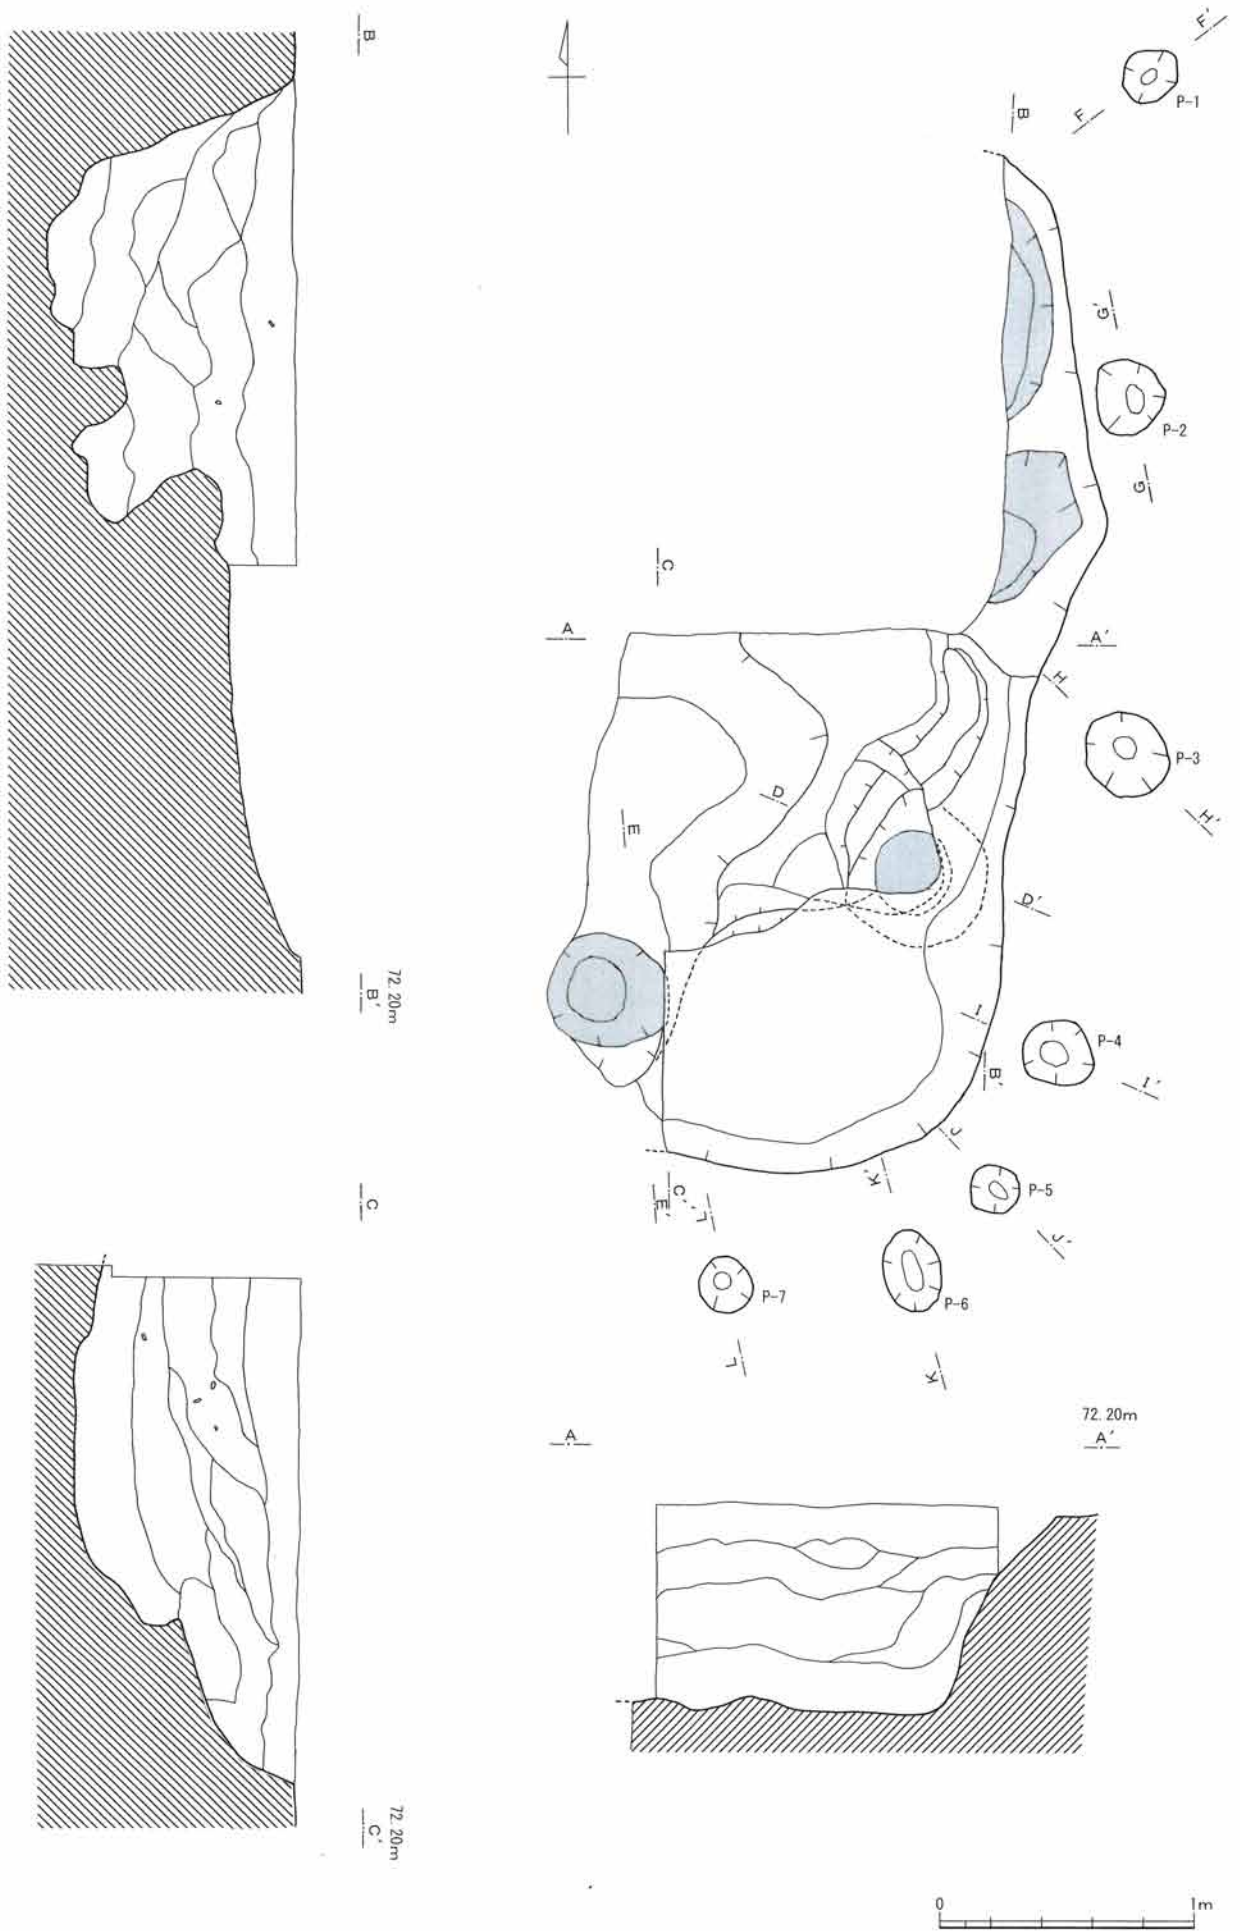 B
F'
P-1
F
B
G'
P-2
G
C
A
A'
H
P-3
H'
D
E
D'
72.20m
B'
I
P-4
I'
B'
J
K'
P-5
J'
C
C'
E'
L'
P-6
P-7
L
K
72.20m
A
A'
72.20m
C'
0
1m